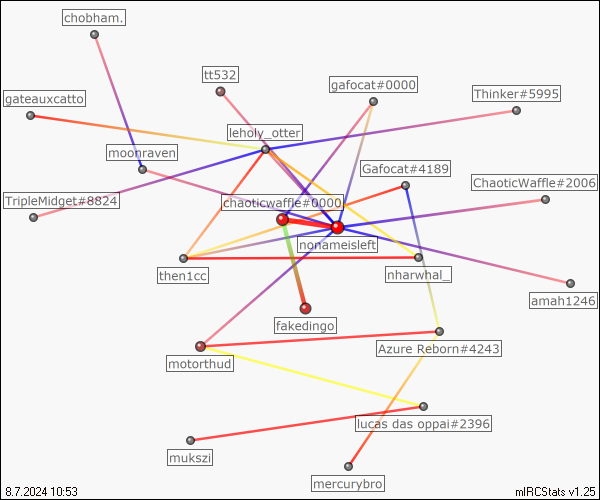 chobham.
tt532
gafocat#0000
Thinker#5995
gateauxcatto
leholy_otter
moonraven
Gafocat#4189
ChaoticWaffle#2006
TripleMidget#8824
chaoticwaffle#0000
nonameisleft
then1cc
nharwhal_
amah1246
fakedingo
Azure Reborn#4243
motorthud
lucas das oppai#2396
mukszi
mercurybro
8.7.2024 10:53
mIRCStats v1.25